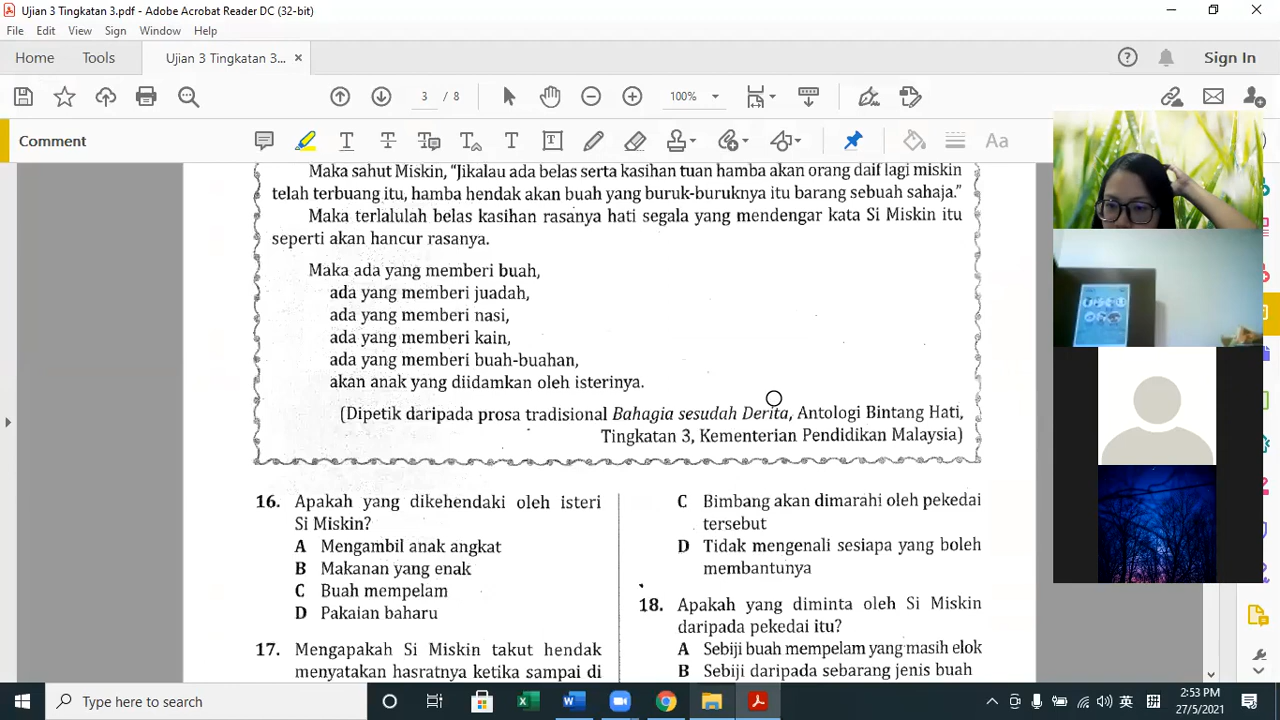 Ujian 3 Tingkatan 3.pdf - Adobe Acrobat Reader DC (32-bit)
File Edit View Sign Window Help
Home Tools Ujian 3 Tingkatan 3... × Sign In
3 / 8 100%
Comment
Maka sahut Miskin, "Jikalau ada belas serta kasihan tuan hamba akan orang daif lagi miskin
telah terbuang itu, hamba hendak akan buah yang buruk-buruknya itu barang sebuah sahaja."
Maka terlalulah belas kasihan rasanya hati segala yang mendengar kata Si Miskin itu
seperti akan hancur rasanya.
Maka ada yang memberi buah,
ada yang memberi juadah,
ada yang memberi nasi,
ada yang memberi kain,
ada yang memberi buah-buahan,
akan anak yang diidamkan oleh isterinya.
(Dipetik daripada prosa tradisional Bahagia sesudah Derita, Antologi Bintang Hati,
Tingkatan 3, Kementerian Pendidikan Malaysia)
16. Apakah yang dikehendaki oleh isteri
Si Miskin?
A Mengambil anak angkat
B Makanan yang enak
C Buah mempelam
D Pakaian baharu
17. Mengapakah Si Miskin takut hendak
menyatakan hasratnya ketika sampai di
C Bimbang akan dimarahi oleh pekedai
tersebut
D Tidak mengenali sesiapa yang boleh
membantunya
18. Apakah yang diminta oleh Si Miskin
daripada pekedai itu?
A Sebiji buah mempelam yang masih elok
B Sebiji daripada sebarang jenis buah
Type here to search
英
拼
2:53 PM
27/5/2021